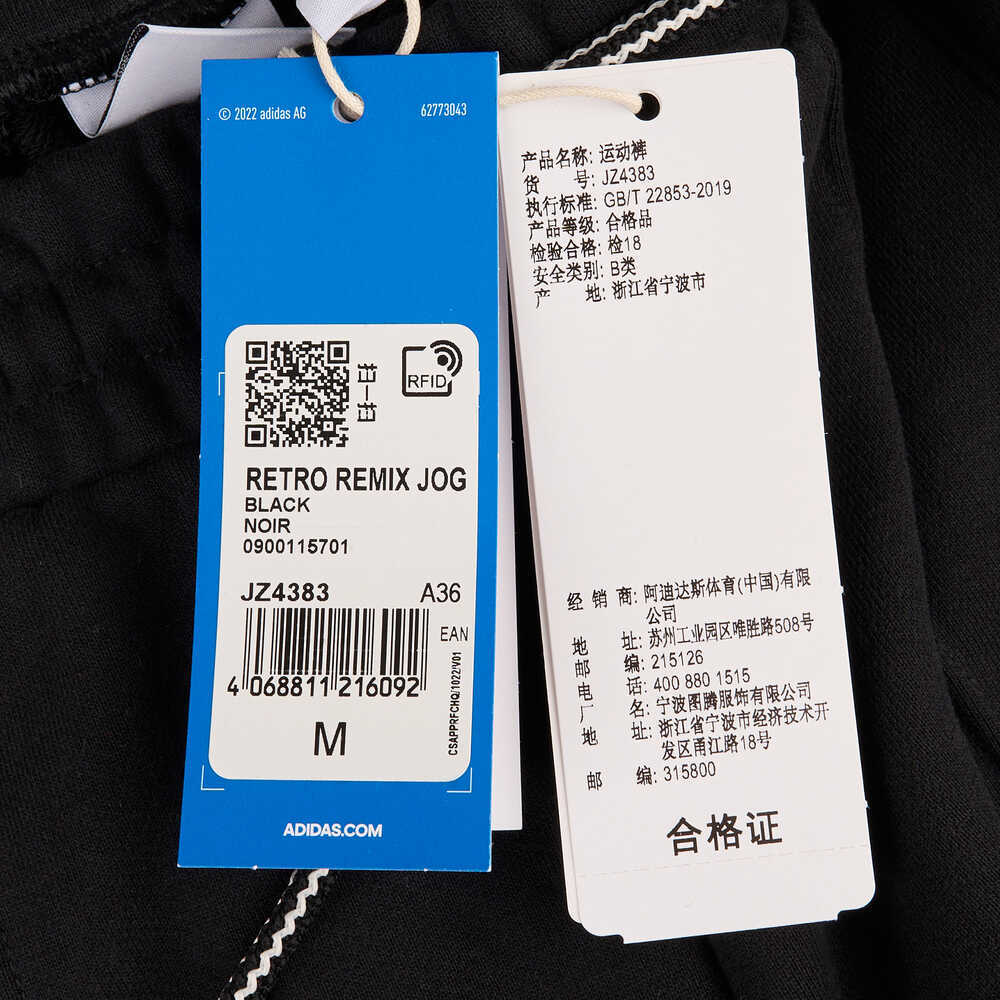 © 2022 adidas AG
62773043
扫一扫
RFID
RETRO REMIX JOG
BLACK
NOIR
0900115701
JZ4383
A36
EAN
4 068811 216092
CSAPPRFCHQ/1022/V01
M
ADIDAS.COM
产品名称: 运动裤
货 号: JZ4383
执行标准: GB/T 22853-2019
产品等级: 合格品
检验合格: 检18
安全类别: B类
产 地: 浙江省宁波市
经 销 商: 阿迪达斯体育(中国)有限
公司
地 址: 苏州工业园区唯胜路508号
邮 编: 215126
电 话: 400 880 1515
厂 名: 宁波图腾服饰有限公司
地 址: 浙江省宁波市经济技术开
发区甬江路18号
邮 编: 315800
合格证